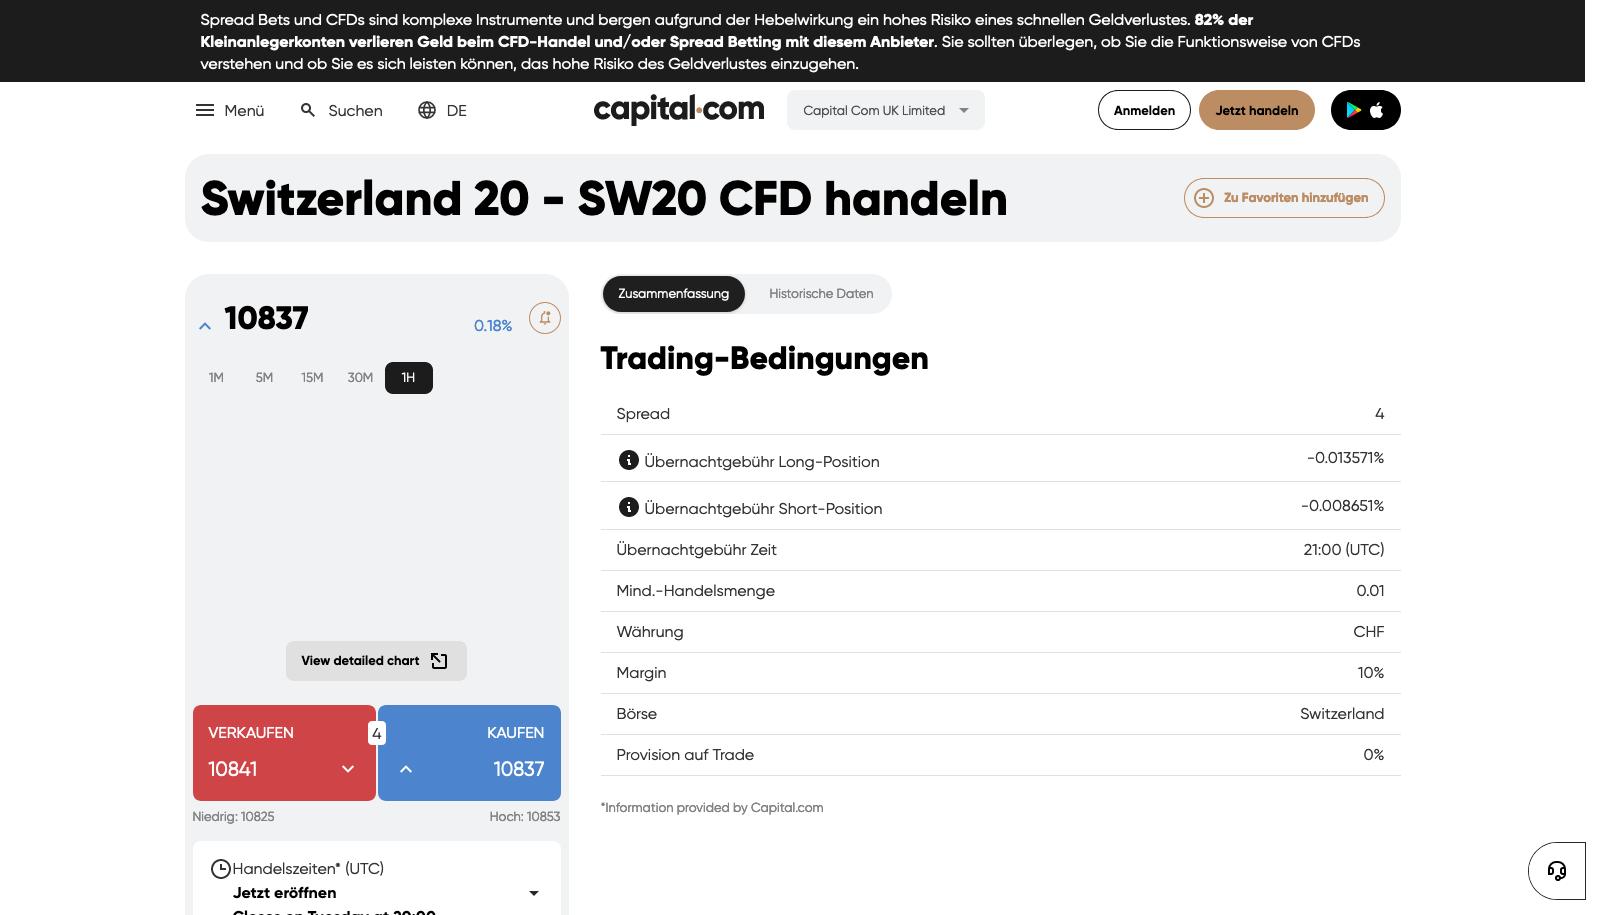 Spread Bets und CFDs sind komplexe Instrumente und bergen aufgrund der Hebelwirkung ein hohes Risiko eines schnellen Geldverlustes. 82% der
Kleinanlegerkonten verlieren Geld beim CFD-Handel und/oder Spread Betting mit diesem Anbieter. Sie sollten überlegen, ob Sie die Funktionsweise von CFDs
verstehen und ob Sie es sich leisten können, das hohe Risiko des Geldverlustes einzugehen.
Menü Suchen DE capital.com Capital Com UK Limited Anmelden Jetzt handeln
Switzerland 20 - SW20 CFD handeln
Zu Favoriten hinzufügen
10837 0.18%
1M 5M 15M 30M 1H
View detailed chart
VERKAUFEN 4 KAUFEN
10841 10837
Niedrig: 10825 Hoch: 10853
Handelszeiten* (UTC)
Jetzt eröffnen
Closes on Tuesday at 20:00
Zusammenfassung Historische Daten
Trading-Bedingungen
Spread 4
Übernachtgebühr Long-Position -0.013571%
Übernachtgebühr Short-Position -0.008651%
Übernachtgebühr Zeit 21:00 (UTC)
Mind.-Handelsmenge 0.01
Währung CHF
Margin 10%
Börse Switzerland
Provision auf Trade 0%
*Information provided by Capital.com